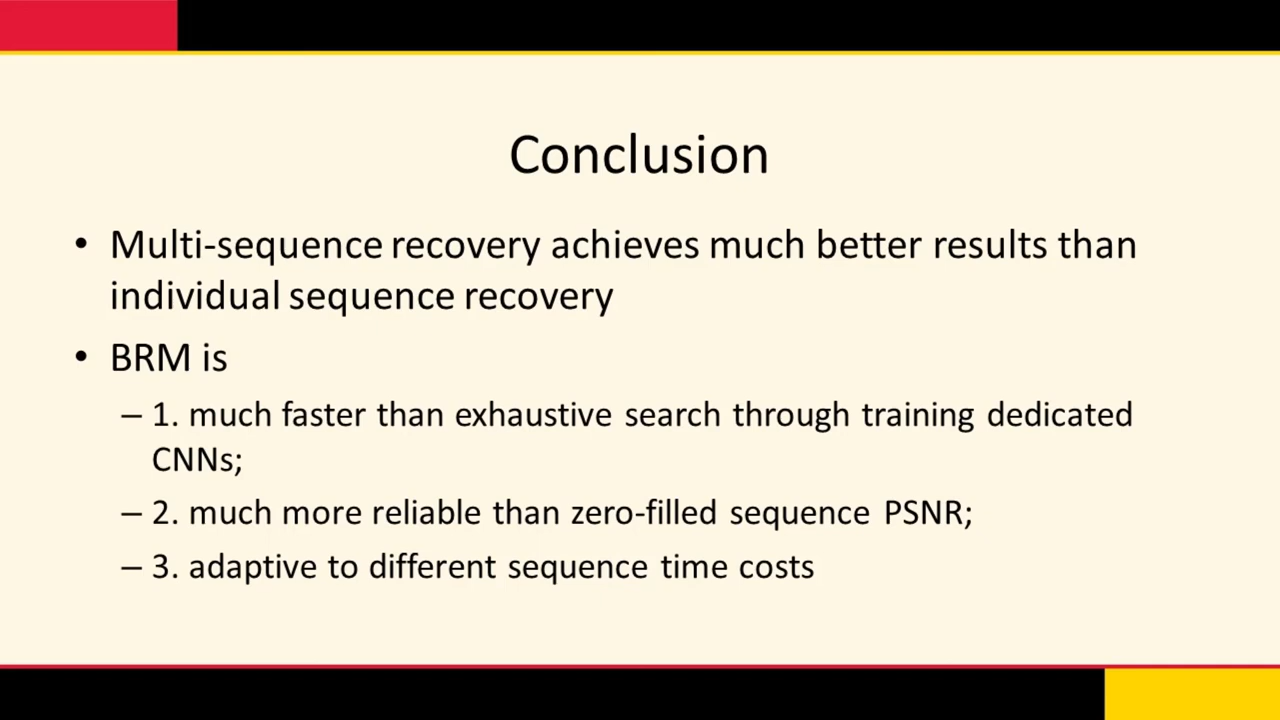 Conclusion
• Multi-sequence recovery achieves much better results than
individual sequence recovery
• BRM is
– 1. much faster than exhaustive search through training dedicated
CNNs;
– 2. much more reliable than zero-filled sequence PSNR;
– 3. adaptive to different sequence time costs